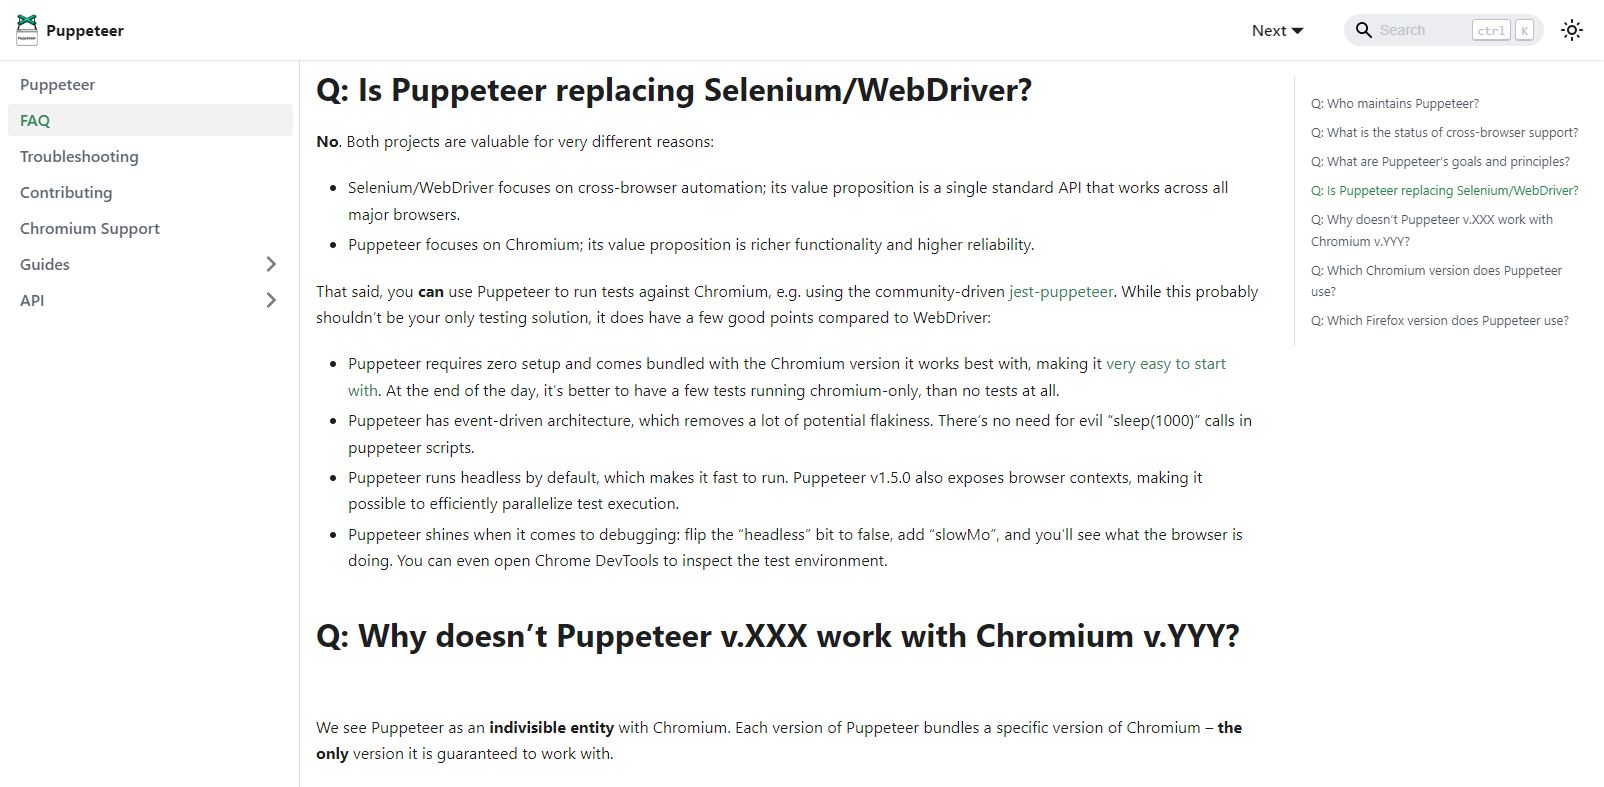 Puppeteer
Puppeteer
Next
Search
ctrl
K
Puppeteer
FAQ
Troubleshooting
Contributing
Chromium Support
Guides
API
Q: Is Puppeteer replacing Selenium/WebDriver?
No. Both projects are valuable for very different reasons:
Selenium/WebDriver focuses on cross-browser automation; its value proposition is a single standard API that works across all
major browsers.
Puppeteer focuses on Chromium; its value proposition is richer functionality and higher reliability.
That said, you can use Puppeteer to run tests against Chromium, e.g. using the community-driven jest-puppeteer. While this probably
shouldn’t be your only testing solution, it does have a few good points compared to WebDriver:
Puppeteer requires zero setup and comes bundled with the Chromium version it works best with, making it very easy to start
with. At the end of the day, it’s better to have a few tests running chromium-only, than no tests at all.
Puppeteer has event-driven architecture, which removes a lot of potential flakiness. There’s no need for evil “sleep(1000)” calls in
puppeteer scripts.
Puppeteer runs headless by default, which makes it fast to run. Puppeteer v1.5.0 also exposes browser contexts, making it
possible to efficiently parallelize test execution.
Puppeteer shines when it comes to debugging: flip the “headless” bit to false, add “slowMo”, and you’ll see what the browser is
doing. You can even open Chrome DevTools to inspect the test environment.
Q: Why doesn’t Puppeteer v.XXX work with Chromium v.YYY?
We see Puppeteer as an indivisible entity with Chromium. Each version of Puppeteer bundles a specific version of Chromium – the
only version it is guaranteed to work with.
Q: Who maintains Puppeteer?
Q: What is the status of cross-browser support?
Q: What are Puppeteer’s goals and principles?
Q: Is Puppeteer replacing Selenium/WebDriver?
Q: Why doesn’t Puppeteer v.XXX work with
Chromium v.YYY?
Q: Which Chromium version does Puppeteer
use?
Q: Which Firefox version does Puppeteer use?